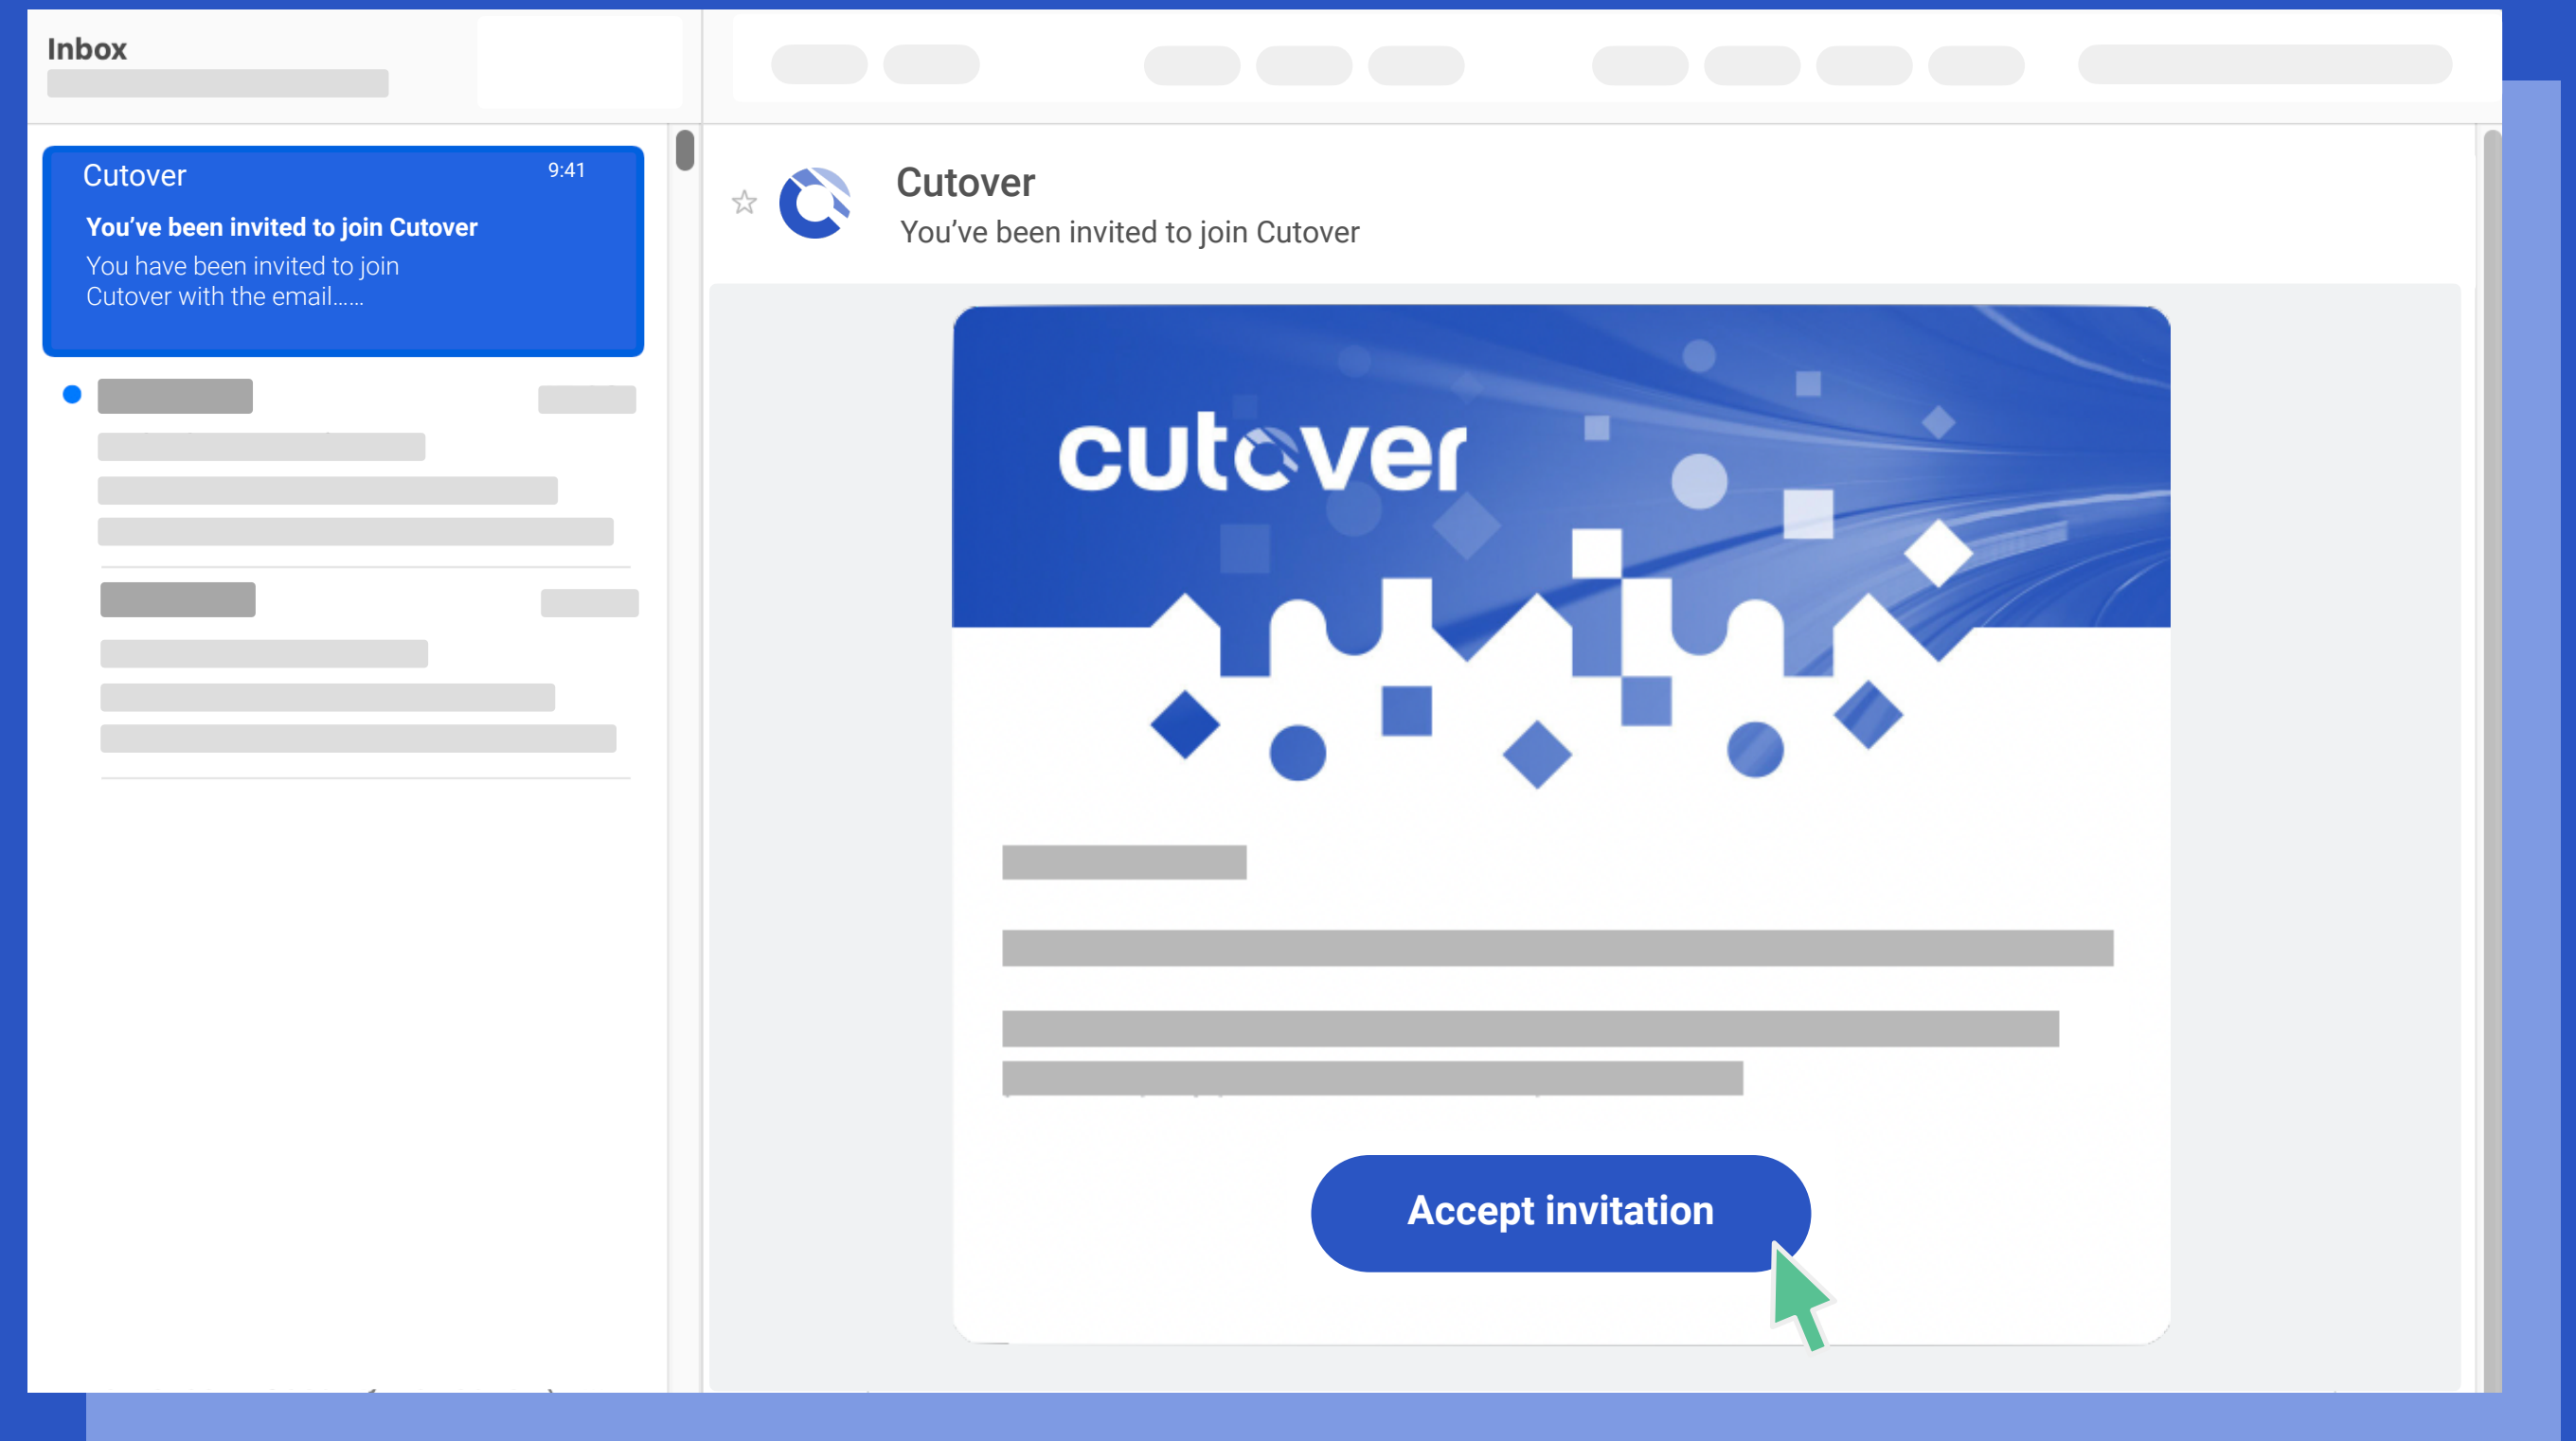 Inbox
Cutover
9:41
You’ve been invited to join Cutover
You have been invited to join
Cutover with the email......
Cutover
You’ve been invited to join Cutover
cutover
Accept invitation